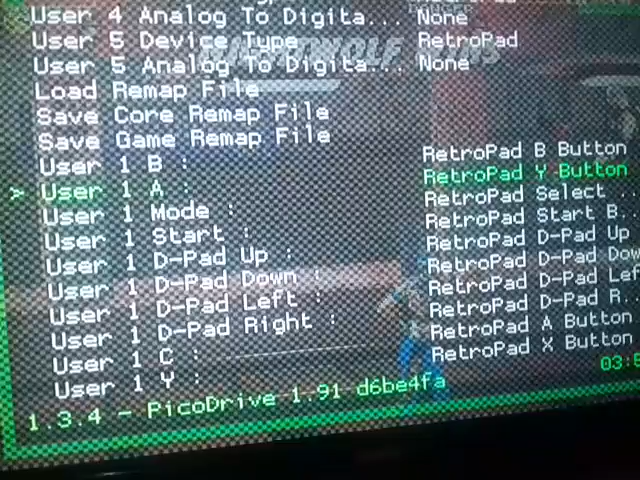 User 4 Analog To Digita... None
User 5 Device Type RetroPad
User 5 Analog To Digita... None
Load Remap File
Save Core Remap File
Save Game Remap File
User 1 B : RetroPad B Button
> User 1 A : RetroPad Y Button
User 1 Mode : RetroPad Select
User 1 Start : RetroPad Start B..
User 1 D-Pad Up : RetroPad D-Pad Up
User 1 D-Pad Down : RetroPad D-Pad Dow
User 1 D-Pad Left : RetroPad D-Pad Lef
User 1 D-Pad Right : RetroPad D-Pad R..
User 1 C : RetroPad A Button
User 1 Y : RetroPad X Button
1.3.4 - PicoDrive 1.91 d6be4fa